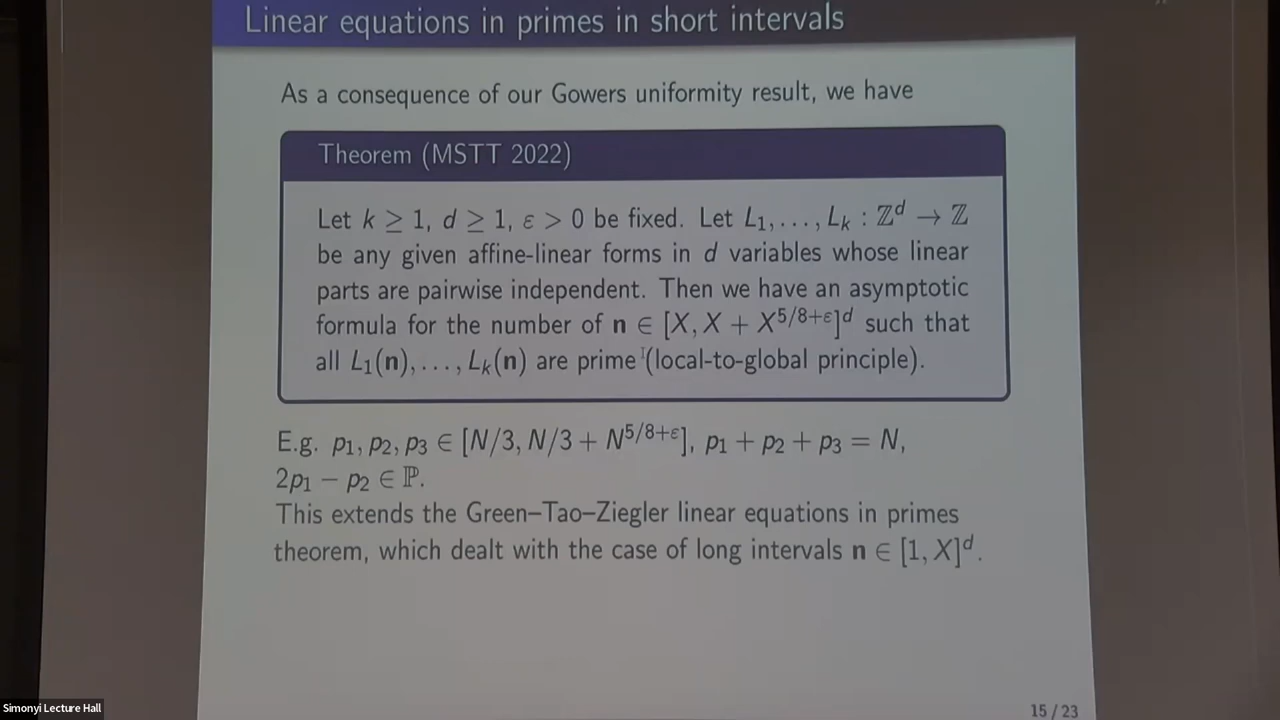 Linear equations in primes in short intervals
As a consequence of our Gowers uniformity result, we have
Theorem (MSTT 2022)
Let k ≥ 1, d ≥ 1, ε > 0 be fixed. Let L₁, . . . , Lₖ : ℤᵈ → ℤ
be any given affine-linear forms in d variables whose linear
parts are pairwise independent. Then we have an asymptotic
formula for the number of n ∈ [X, X + X^{5/8+ε}]ᵈ such that
all L₁(n), . . . , Lₖ(n) are prime (local-to-global principle).
E.g. p₁, p₂, p₃ ∈ [N/3, N/3 + N^{5/8+ε}], p₁ + p₂ + p₃ = N,
2p₁ − p₂ ∈ ℙ.
This extends the Green–Tao–Ziegler linear equations in primes
theorem, which dealt with the case of long intervals n ∈ [1, X]ᵈ.
15 / 23
Simonyi Lecture Hall